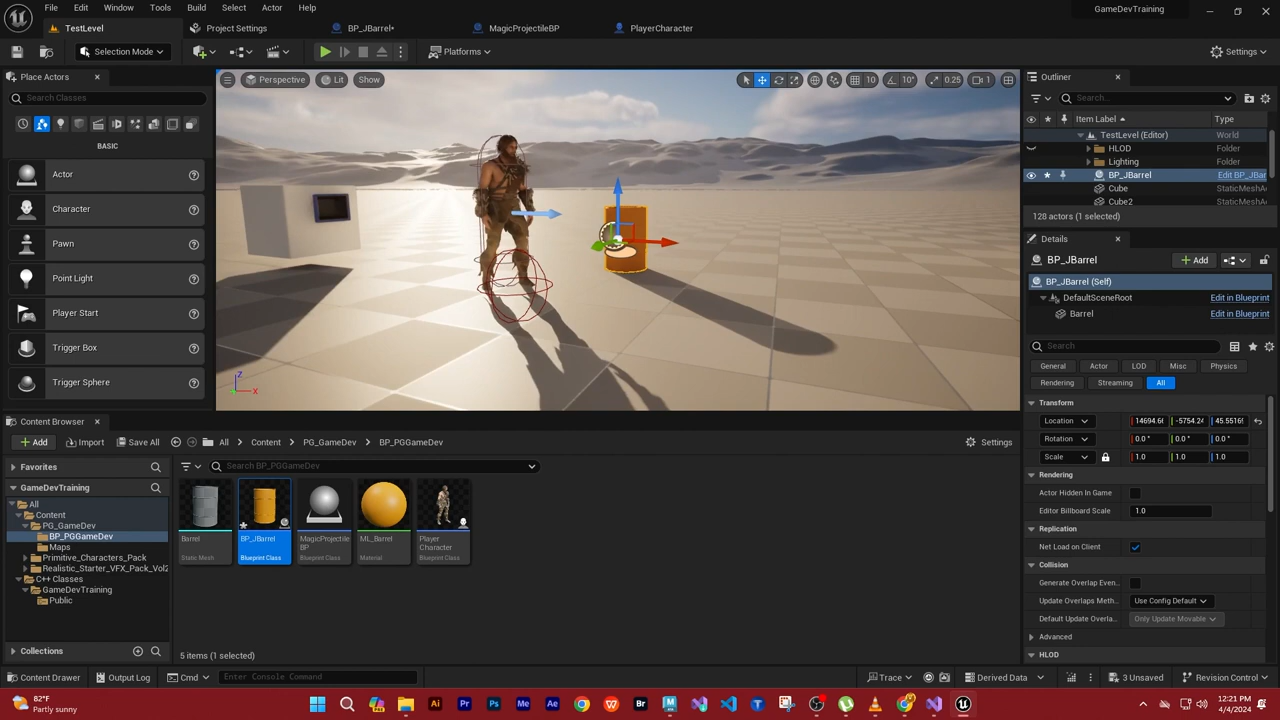 File Edit Window Tools Build Select Actor Help
GameDevTraining
TestLevel
Project Settings
BP_JBarrel*
MagicProjectileBP
PlayerCharacter
Selection Mode
Platforms
Settings
Place Actors
Search Classes
BASIC
Actor
Character
Pawn
Point Light
Player Start
Trigger Box
Trigger Sphere
Perspective
Lit
Show
10
10°
0.25
1
Z
X
Outliner
Search...
Item Label
Type
TestLevel (Editor) World
HLOD Folder
Lighting Folder
BP_JBarrel Edit BP_JBar
Cube StaticMeshA
Cube2 StaticMeshA
128 actors (1 selected)
Details
BP_JBarrel
Add
BP_JBarrel (Self)
DefaultSceneRoot Edit in Blueprint
Barrel Edit in Blueprint
Search
General Actor LOD Misc Physics
Rendering Streaming All
Transform
Location 14694.6 -5754.24 45.5516
Rotation 0.0 ° 0.0 ° 0.0 °
Scale 1.0 1.0 1.0
Rendering
Actor Hidden In Game
Editor Billboard Scale 1.0
Replication
Net Load on Client
Collision
Generate Overlap Even..
Update Overlaps Meth.. Use Config Default
Default Update Overla.. Only Update Movable
Advanced
HLOD
Content Browser
Add Import Save All All Content PG_GameDev BP_PGGameDev Settings
Favorites
Search BP_PGGameDev
GameDevTraining
All
Content
PG_GameDev
BP_PGGameDev
Maps
Primitive_Characters_Pack
Realistic_Starter_VFX_Pack_Vol2
C++ Classes
GameDevTraining
Public
Collections
Barrel
Static Mesh
BP_JBarrel
Blueprint Class
MagicProjectile
BP
Blueprint Class
ML_Barrel
Material
Player
Character
Blueprint Class
5 items (1 selected)
Content Drawer Output Log Cmd Enter Console Command
Trace Derived Data 3 Unsaved Revision Control
82°F
Partly sunny
12:21 PM
4/4/2024